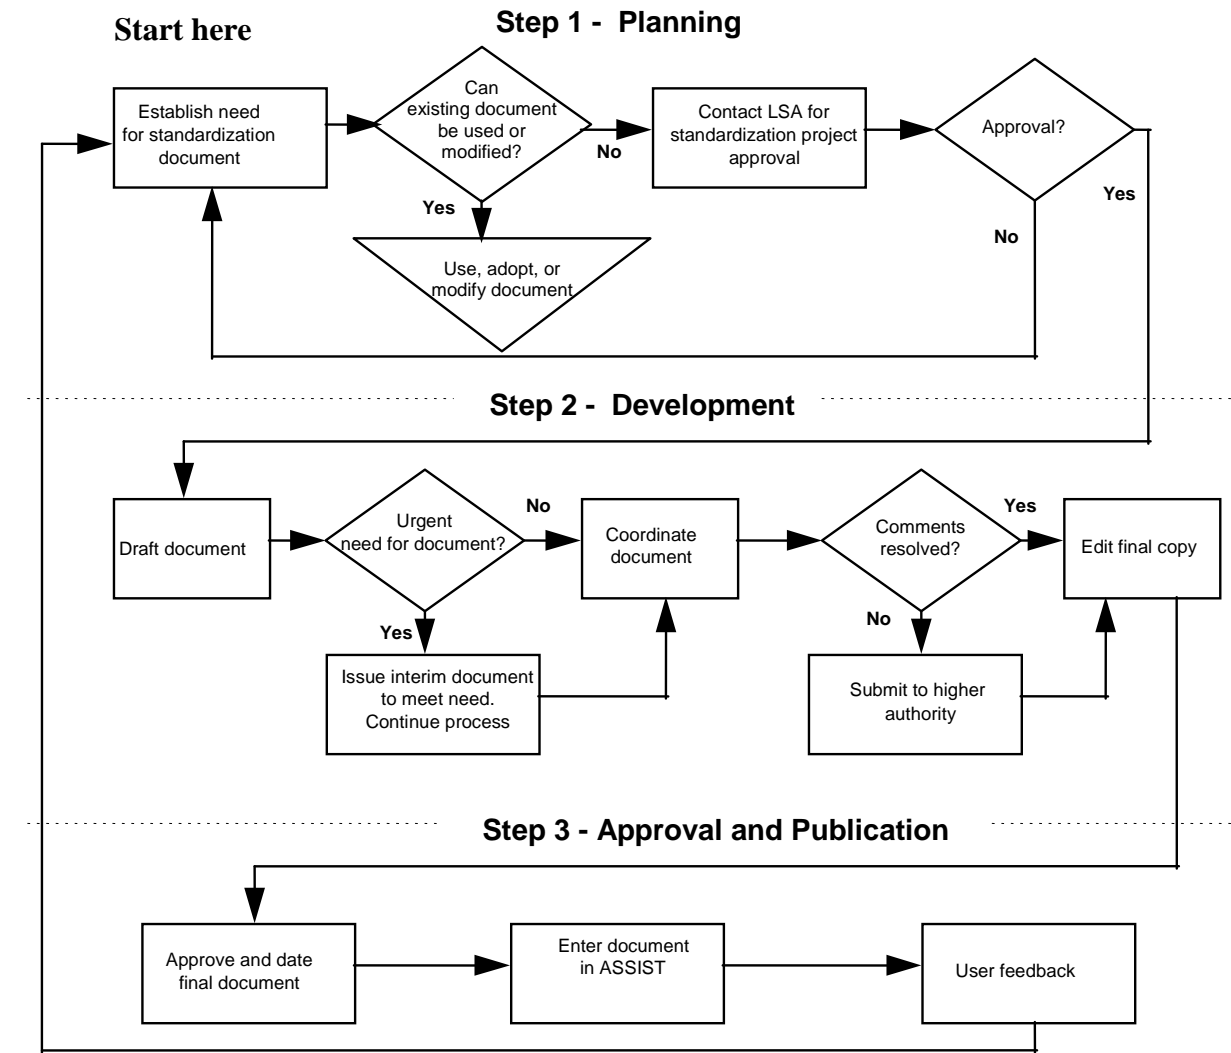 Start here
Step 1 - Planning
Establish need
for standardization
document
Can
existing document
be used or
modified?
No
Contact LSA for
standardization project
approval
Approval?
Yes
Yes
No
Use, adopt, or
modify document
Step 2 - Development
Draft document
Urgent
need for document?
No
Coordinate
document
Comments
resolved?
Yes
Edit final copy
Yes
No
Issue interim document
to meet need.
Continue process
Submit to higher
authority
Step 3 - Approval and Publication
Approve and date
final document
Enter document
in ASSIST
User feedback